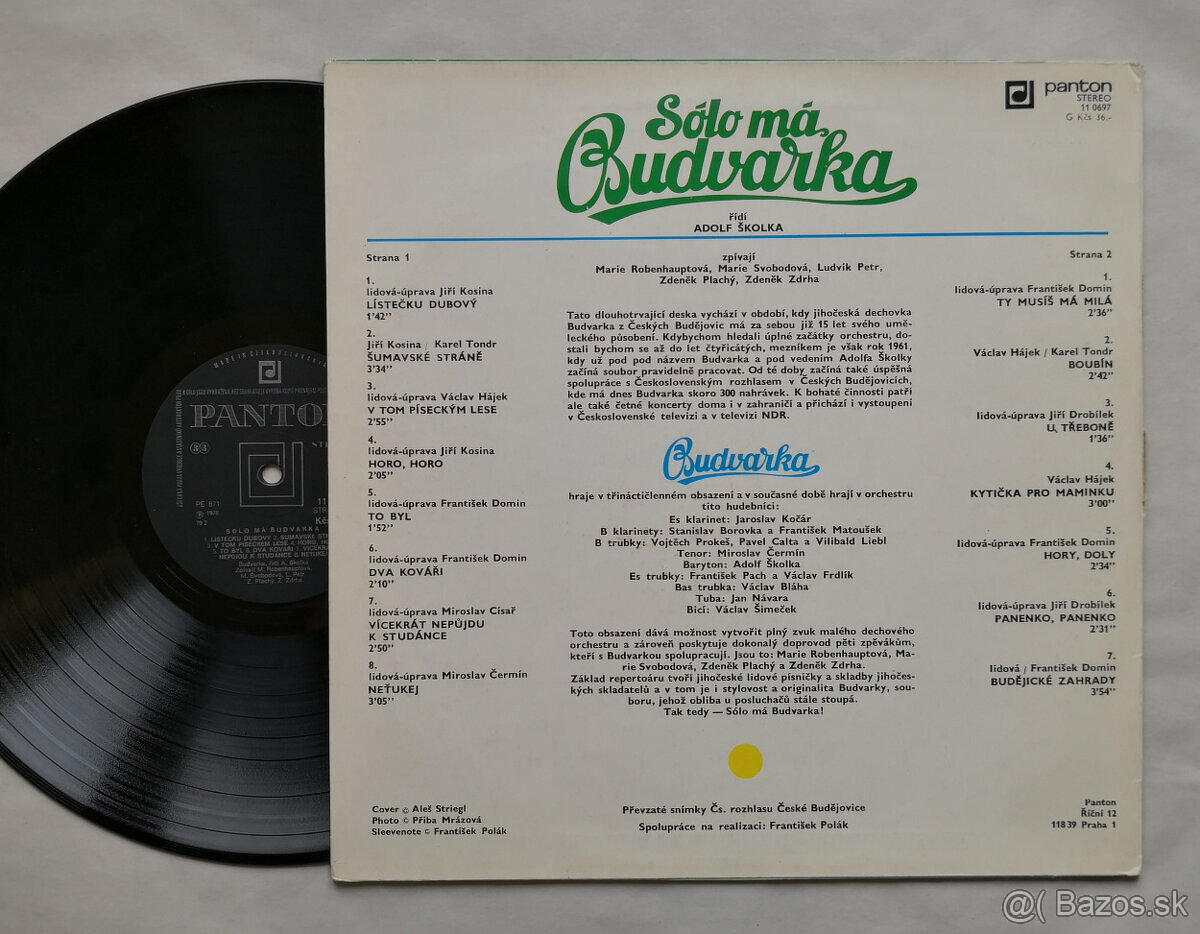 panton
STEREO
11 0697
G Kčs 36,-
Sólo má
Budvarka
řídí
ADOLF ŠKOLKA
Strana 1
1.
lidová-úprava Jiří Kosina
LÍSTEČKU DUBOVÝ
1'42"
2.
Jiří Kosina / Karel Tondr
ŠUMAVSKÉ STRÁNĚ
3'34"
3.
lidová-úprava Václav Hájek
V TOM PÍSECKÝM LESE
2'55"
4.
lidová-úprava Jiří Kosina
HORO, HORO
2'05"
5.
lidová-úprava František Domin
TO BYL
1'52"
6.
lidová-úprava František Domin
DVA KOVÁŘI
2'10"
7.
lidová-úprava Miroslav Císař
VÍCEKRÁT NEPŮJDU
K STUDÁNCE
2'50"
8.
lidová-úprava Miroslav Čermín
NEŤUKEJ
3'05"
zpívají
Marie Robenhauptová, Marie Svobodová, Ludvík Petr,
Zdeněk Plachý, Zdeněk Zdrha
Tato dlouhotrvající deska vychází v období, kdy jihočeská dechovka
Budvarka z Českých Budějovic má za sebou již 15 let svého umě-
leckého působení. Kdybychom hledali úplné začátky orchestru, do-
stali bychom se až do let čtyřicátých, mezníkem je však rok 1961,
kdy už pod pod názvem Budvarka a pod vedením Adolfa Školky
začíná soubor pravidelně pracovat. Od té doby začíná také úspěšná
spolupráce s Československým rozhlasem v Českých Budějovicích,
kde má dnes Budvarka skoro 300 nahrávek. K bohaté činnosti patří
ale také četné koncerty doma i v zahraničí a přichází i vystoupení
v Československé televizi a v televizi NDR.
Budvarka
hraje v třináctičlenném obsazení a v současné době hrají v orchestru
tito hudebníci:
Es klarinet: Jaroslav Kočár
B klarinety: Stanislav Borovka a František Matoušek
B trubky: Vojtěch Prokeš, Pavel Calta a Vilibald Liebl
Tenor: Miroslav Čermín
Baryton: Adolf Školka
Es trubky: František Pach a Václav Frdlík
Bas trubka: Václav Bláha
Tuba: Jan Návara
Bicí: Václav Šimeček
Toto obsazení dává možnost vytvořit plný zvuk malého dechového
orchestru a zároveň poskytuje dokonalý doprovod pěti zpěvákům,
kteří s Budvarkou spolupracují. Jsou to: Marie Robenhauptová, Ma-
rie Svobodová, Zdeněk Plachý a Zdeněk Zdrha.
Základ repertoáru tvoří jihočeské lidové písničky a skladby jihočes-
kých skladatelů a v tom je i stylovost a originalita Budvarky, sou-
boru, jehož obliba u posluchačů stále stoupá.
Tak tedy — Sólo má Budvarka!
Strana 2
1.
lidová-úprava František Domin
TY MUSÍŠ MÁ MILÁ
2'36"
2.
Václav Hájek / Karel Tondr
BOUBÍN
2'42"
3.
lidová-úprava Jiří Drobílek
U TŘEBONĚ
1'36"
4.
Václav Hájek
KYTIČKA PRO MAMINKU
3'00"
5.
lidová-úprava František Domin
HORY, DOLY
2'34"
6.
lidová-úprava Jiří Drobílek
PANENKO, PANENKO
2'31"
7.
lidová / František Domin
BUDĚJICKÉ ZAHRADY
3'54"
Cover © Aleš Striegl
Photo © Přiba Mrázová
Sleevenote © František Polák
Převzaté snímky Čs. rozhlasu České Budějovice
Spolupráce na realizaci: František Polák
Panton
Říční 12
118 39 Praha 1
PANTO
33
PE 871
℗ 1978
SÓLO MÁ BUDVARKA
Budvarka, řídí A. Školka
Zpívají M. Robenhauptová,
M. Svobodová, L. Petr
Z. Plachý, Z. Zdrha
@( Bazos.sk